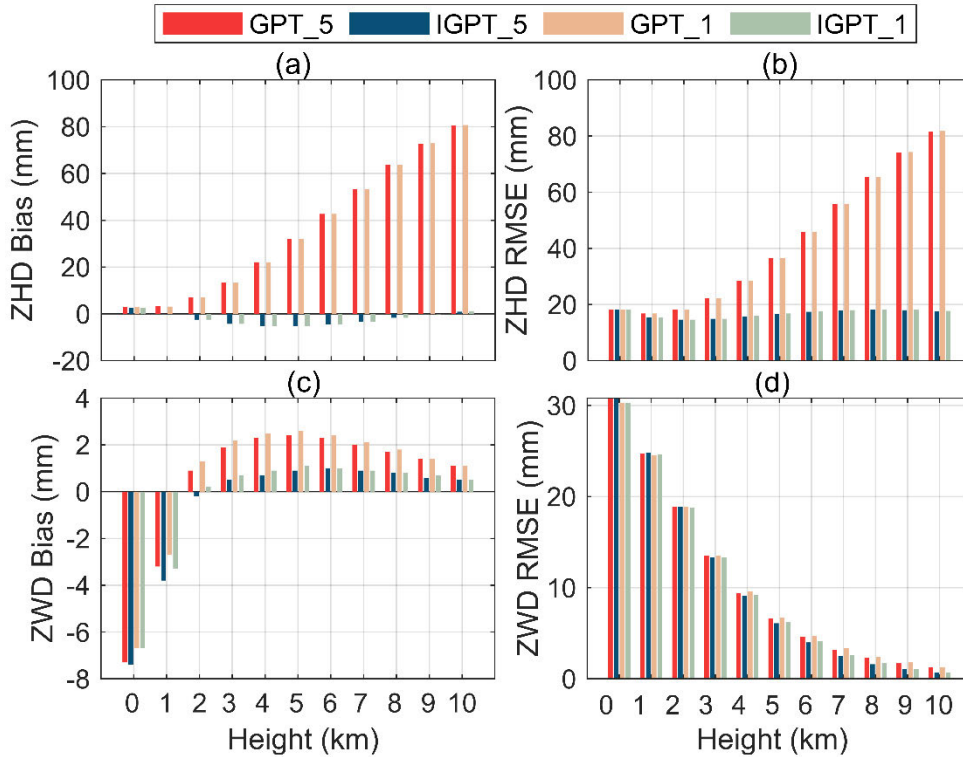 GPT_5 IGPT_5 GPT_1 IGPT_1
(a) (b)
ZHD Bias (mm)
100
80
60
40
20
0
-20
ZHD RMSE (mm)
100
80
60
40
20
0
(c) (d)
ZWD Bias (mm)
4
2
0
-2
-4
-6
-8
0 1 2 3 4 5 6 7 8 9 10
Height (km)
ZWD RMSE (mm)
30
20
10
0
0 1 2 3 4 5 6 7 8 9 10
Height (km)